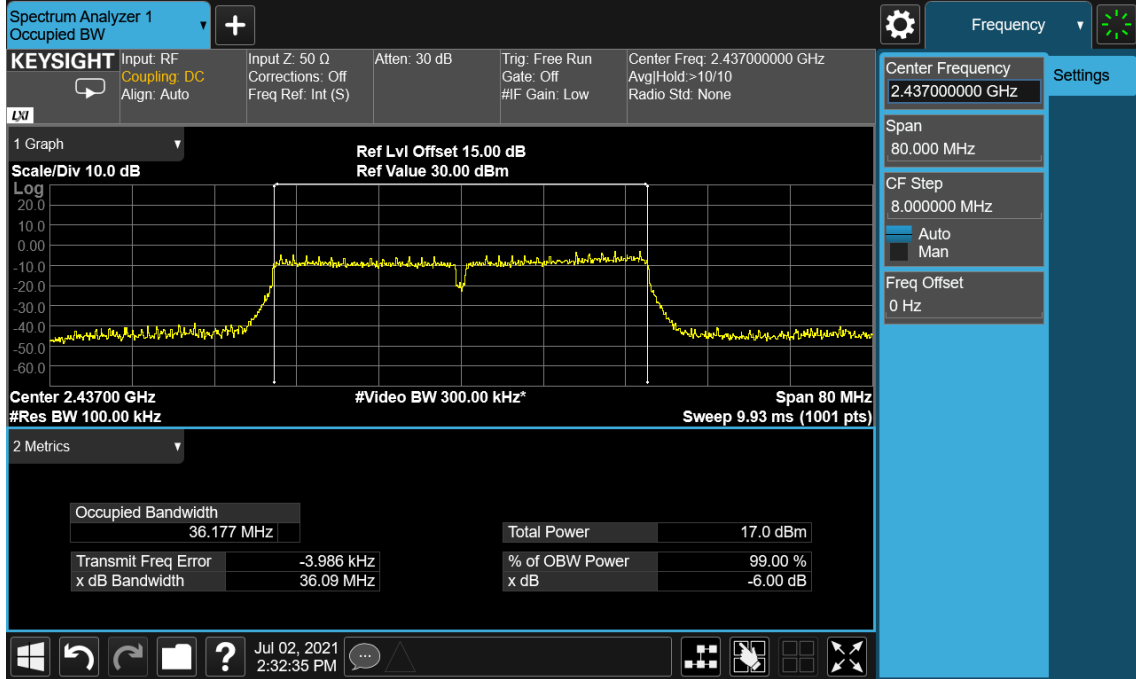 Spectrum Analyzer 1
Occupied BW
+
Frequency
KEYSIGHT
LXI
Input: RF
Coupling: DC
Align: Auto
Input Z: 50 Ω
Corrections: Off
Freq Ref: Int (S)
Atten: 30 dB
Trig: Free Run
Gate: Off
#IF Gain: Low
Center Freq: 2.437000000 GHz
Avg|Hold:>10/10
Radio Std: None
Center Frequency
2.437000000 GHz
Settings
Span
80.000 MHz
CF Step
8.000000 MHz
Auto
Man
Freq Offset
0 Hz
1 Graph
Scale/Div 10.0 dB
Ref Lvl Offset 15.00 dB
Ref Value 30.00 dBm
Log
20.0
10.0
0.00
-10.0
-20.0
-30.0
-40.0
-50.0
-60.0
Center 2.43700 GHz
#Video BW 300.00 kHz*
Span 80 MHz
#Res BW 100.00 kHz
Sweep 9.93 ms (1001 pts)
2 Metrics
Occupied Bandwidth
36.177 MHz
Total Power 17.0 dBm
Transmit Freq Error -3.986 kHz
% of OBW Power 99.00 %
x dB Bandwidth 36.09 MHz
x dB -6.00 dB
?
Jul 02, 2021
2:32:35 PM